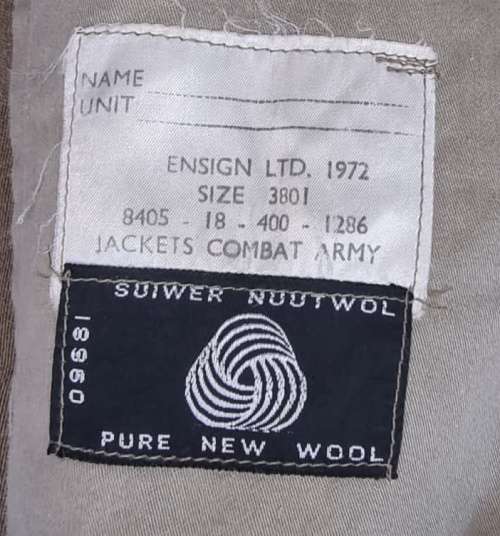 NAME
UNIT
ENSIGN LTD. 1972
SIZE 3801
8405 - 18 - 400 - 1286
JACKETS COMBAT ARMY
SUIWER NUUTWOL
18660
PURE NEW WOOL